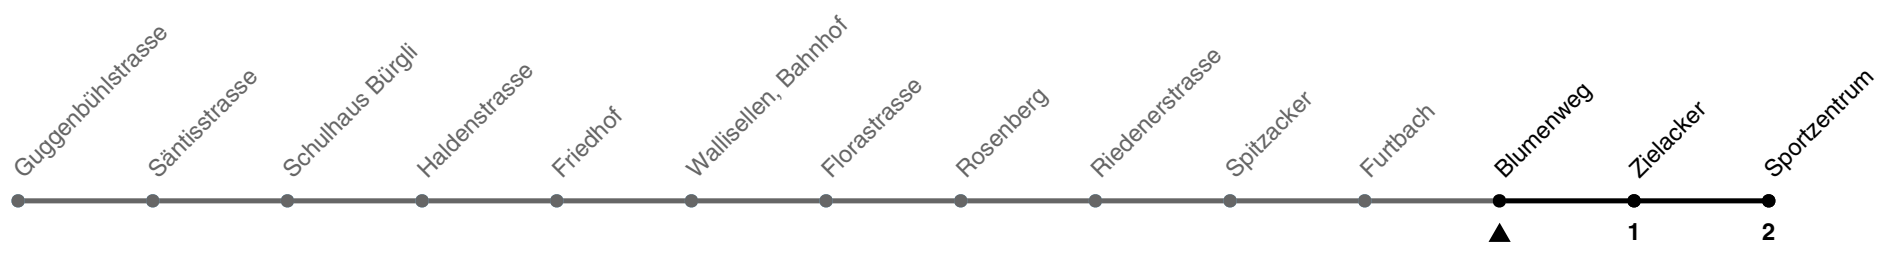 Guggenbühlstrasse
Säntisstrasse
Schulhaus Bürgli
Haldenstrasse
Friedhof
Wallisellen, Bahnhof
Florastrasse
Rosenberg
Riedenerstrasse
Spitzacker
Furtbach
Blumenweg
Zielacker
Sportzentrum
1
2